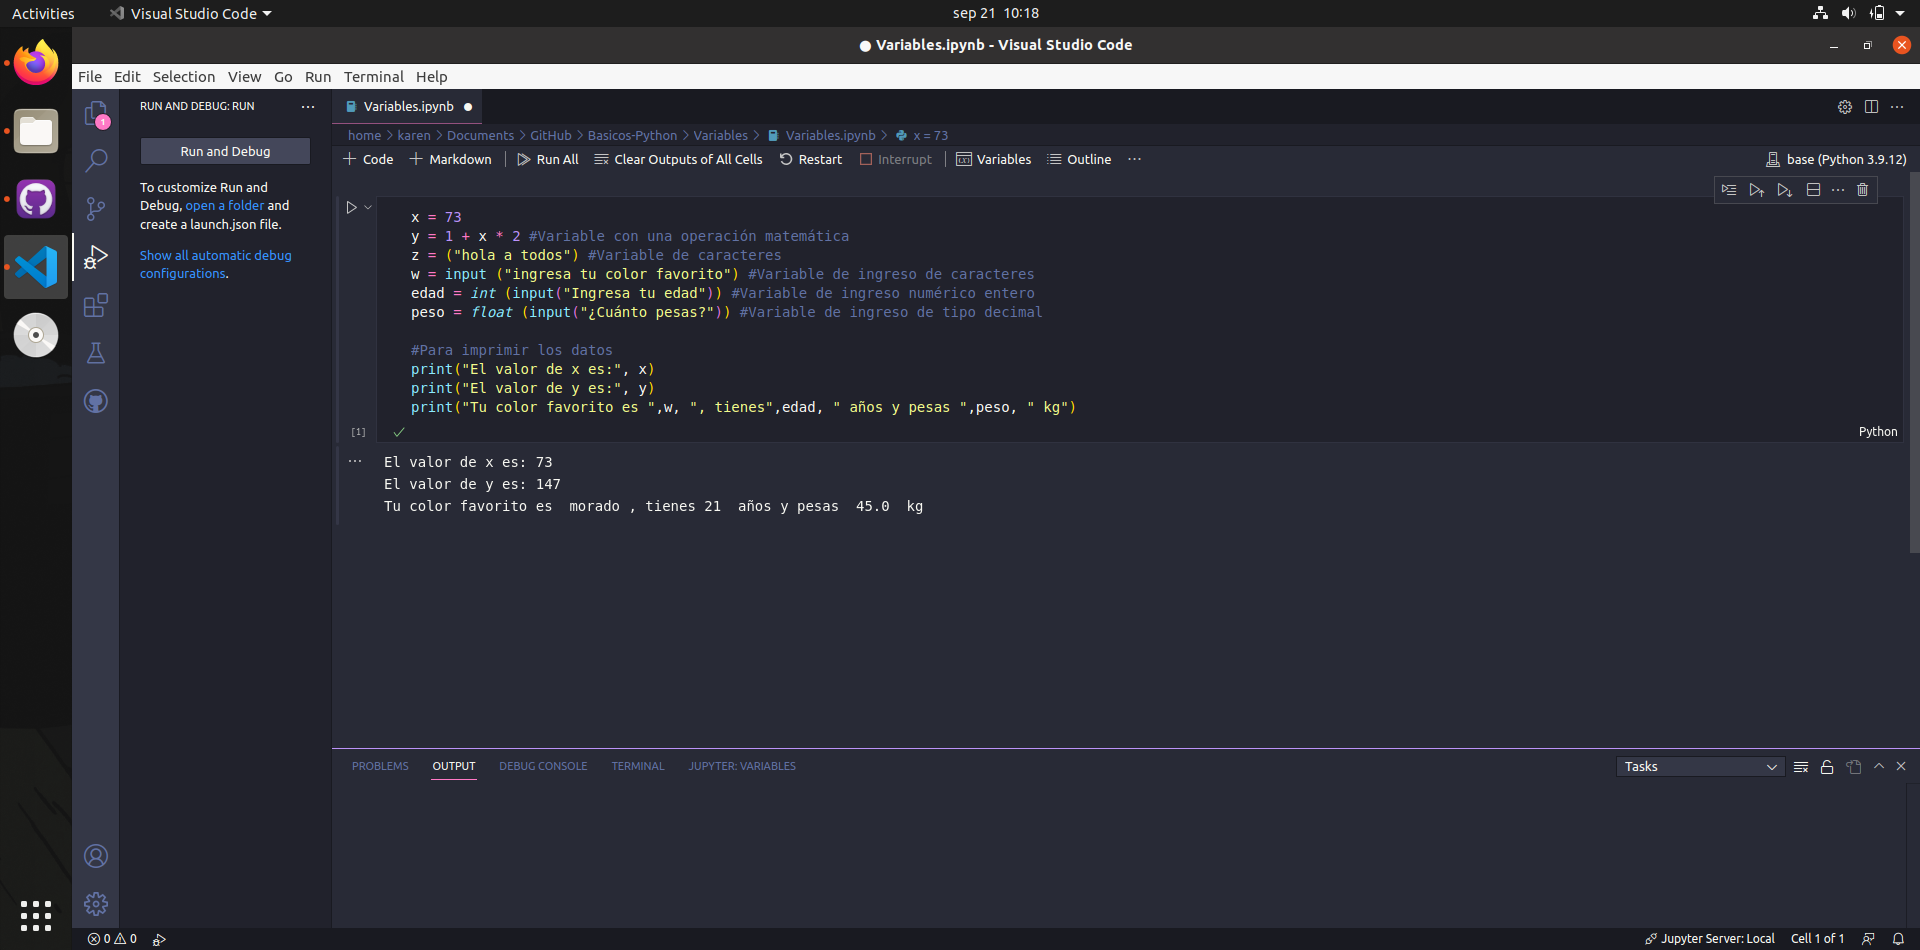 Activities Visual Studio Code sep 21 10:18
Variables.ipynb - Visual Studio Code
File Edit Selection View Go Run Terminal Help
1
RUN AND DEBUG: RUN
Run and Debug
To customize Run and
Debug, open a folder and
create a launch.json file.
Show all automatic debug
configurations.
Variables.ipynb
home > karen > Documents > GitHub > Basicos-Python > Variables > Variables.ipynb > x = 73
Code Markdown Run All Clear Outputs of All Cells Restart Interrupt Variables Outline ··· base (Python 3.9.12)
x = 73
y = 1 + x * 2 #Variable con una operación matemática
z = ("hola a todos") #Variable de caracteres
w = input ("ingresa tu color favorito") #Variable de ingreso de caracteres
edad = int (input("Ingresa tu edad")) #Variable de ingreso numérico entero
peso = float (input("¿Cuánto pesas?")) #Variable de ingreso de tipo decimal
#Para imprimir los datos
print("El valor de x es:", x)
print("El valor de y es:", y)
print("Tu color favorito es ",w, ", tienes",edad, " años y pesas ",peso, " kg")
[1] Python
El valor de x es: 73
El valor de y es: 147
Tu color favorito es  morado , tienes 21  años y pesas  45.0  kg
PROBLEMS OUTPUT DEBUG CONSOLE TERMINAL JUPYTER: VARIABLES Tasks
0 0 Jupyter Server: Local Cell 1 of 1